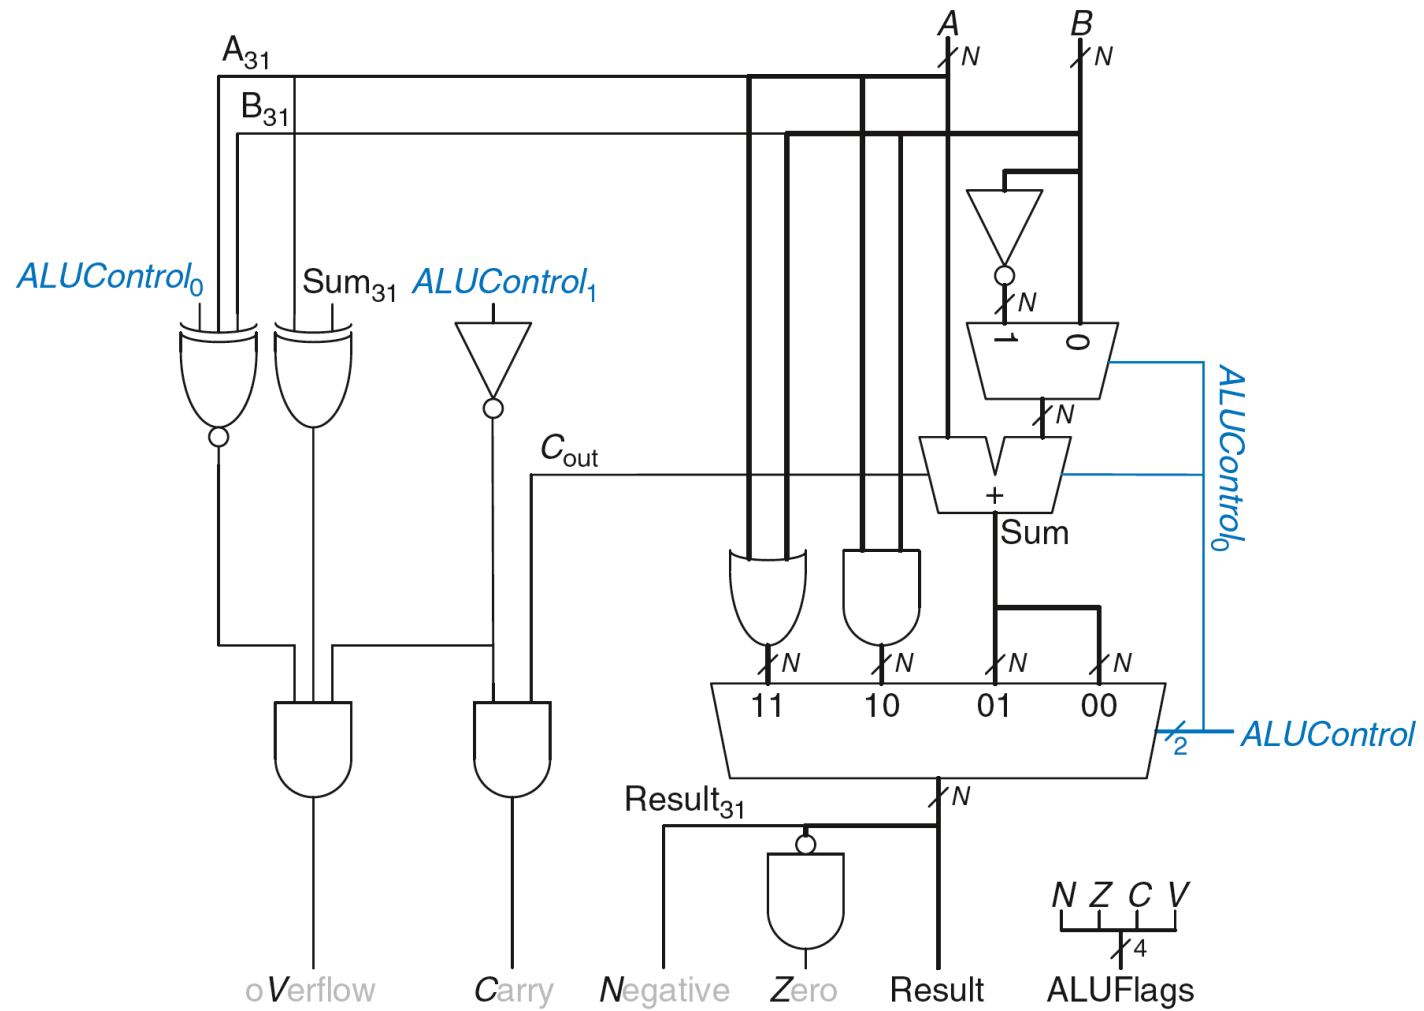 A B
A31 N N
B31
ALUControl0 Sum31 ALUControl1
N
1 0
ALUControl0
N
Cout
+
Sum
N N N N
11 10 01 00
2 ALUControl
Result31 N
N Z C V
4
oVerflow Carry Negative Zero Result ALUFlags